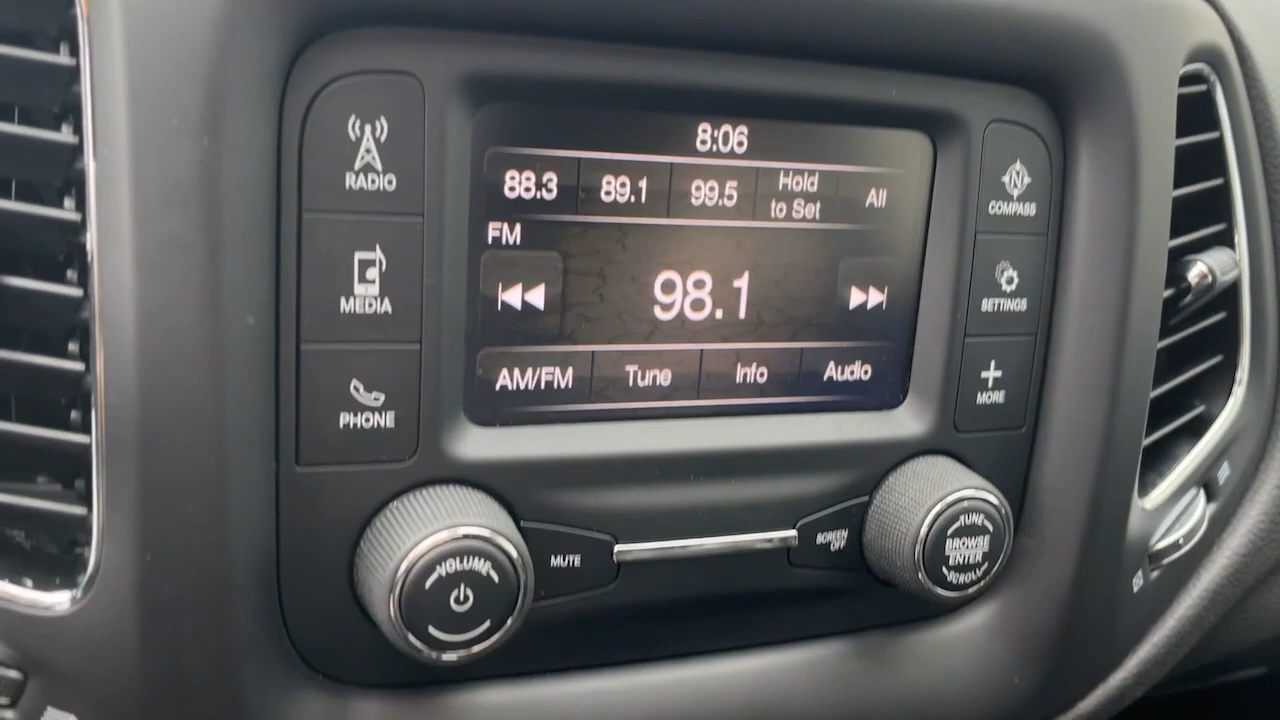 8:06
88.3 89.1 99.5 Hold to Set All
FM
98.1
AM/FM Tune Info Audio
RADIO
MEDIA
PHONE
N
COMPASS
SETTINGS
MORE
VOLUME
MUTE
SCREEN
OFF
TUNE
BROWSE
ENTER
SCROLL